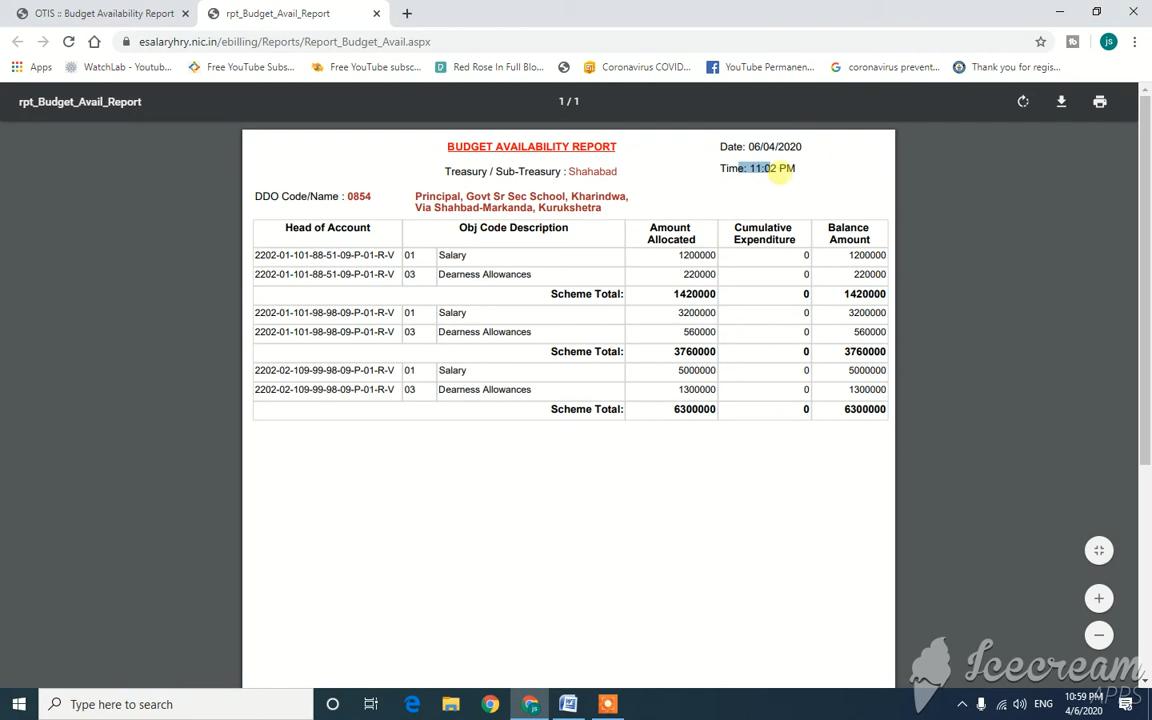 OTIS :: Budget Availability Report
rpt_Budget_Avail_Report
esalaryhry.nic.in/ebilling/Reports/Report_Budget_Avail.aspx
js
Apps
WatchLab - Youtub...
Free YouTube Subs...
Free YouTube subsc...
Red Rose In Full Blo...
Coronavirus COVID...
YouTube Permanen...
coronavirus prevent...
Thank you for regis...
rpt_Budget_Avail_Report
1 / 1
BUDGET AVAILABILITY REPORT
Date: 06/04/2020
Treasury / Sub-Treasury : Shahabad
Time: 11:02 PM
DDO Code/Name : 0854
Principal, Govt Sr Sec School, Kharindwa,
Via Shahbad-Markanda, Kurukshetra
Head of Account Obj Code Description Amount Allocated Cumulative Expenditure Balance Amount
2202-01-101-88-51-09-P-01-R-V 01 Salary 1200000 0 1200000
2202-01-101-88-51-09-P-01-R-V 03 Dearness Allowances 220000 0 220000
Scheme Total: 1420000 0 1420000
2202-01-101-98-98-09-P-01-R-V 01 Salary 3200000 0 3200000
2202-01-101-98-98-09-P-01-R-V 03 Dearness Allowances 560000 0 560000
Scheme Total: 3760000 0 3760000
2202-02-109-99-98-09-P-01-R-V 01 Salary 5000000 0 5000000
2202-02-109-99-98-09-P-01-R-V 03 Dearness Allowances 1300000 0 1300000
Scheme Total: 6300000 0 6300000
Icecream
APPS
Type here to search
ENG
10:59 PM
4/6/2020